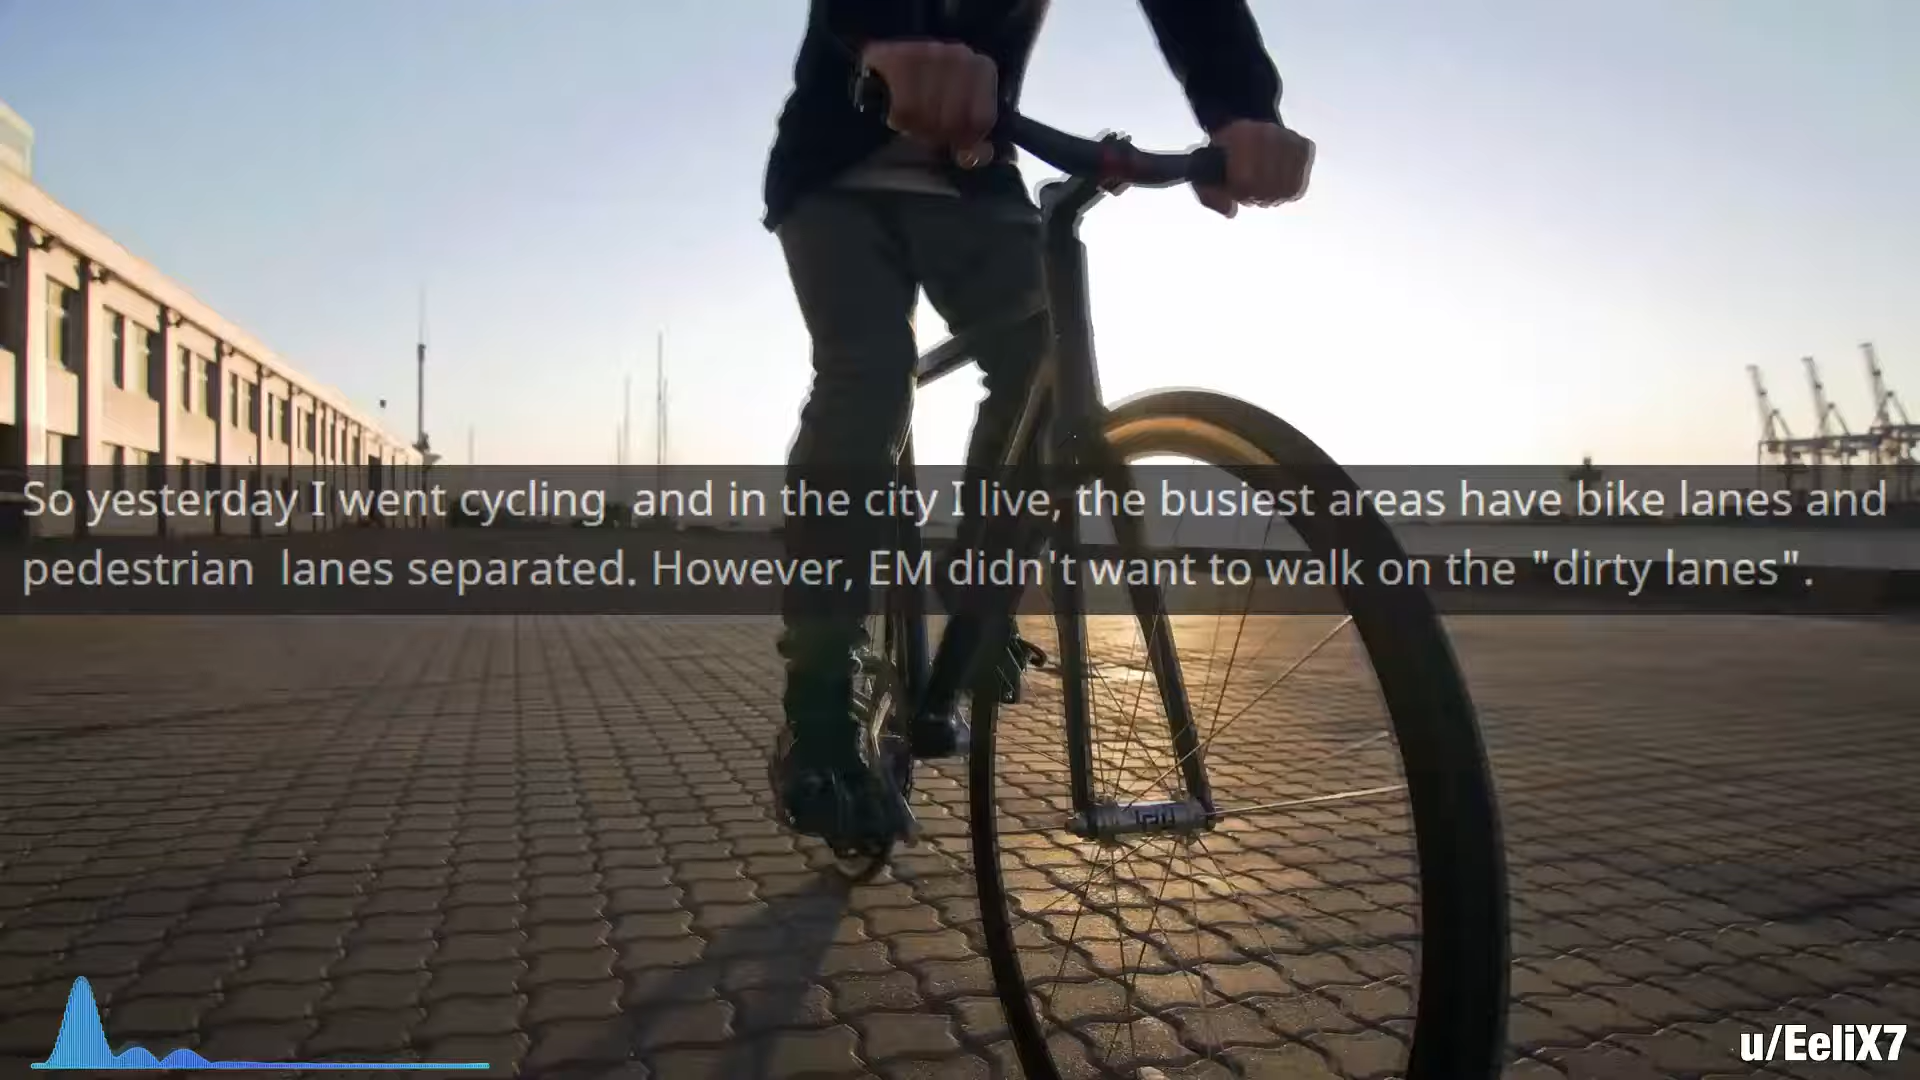 So yesterday I went cycling  and in the city I live, the busiest areas have bike lanes and
pedestrian  lanes separated. However, EM didn't want to walk on the "dirty lanes".
u/EeliX7